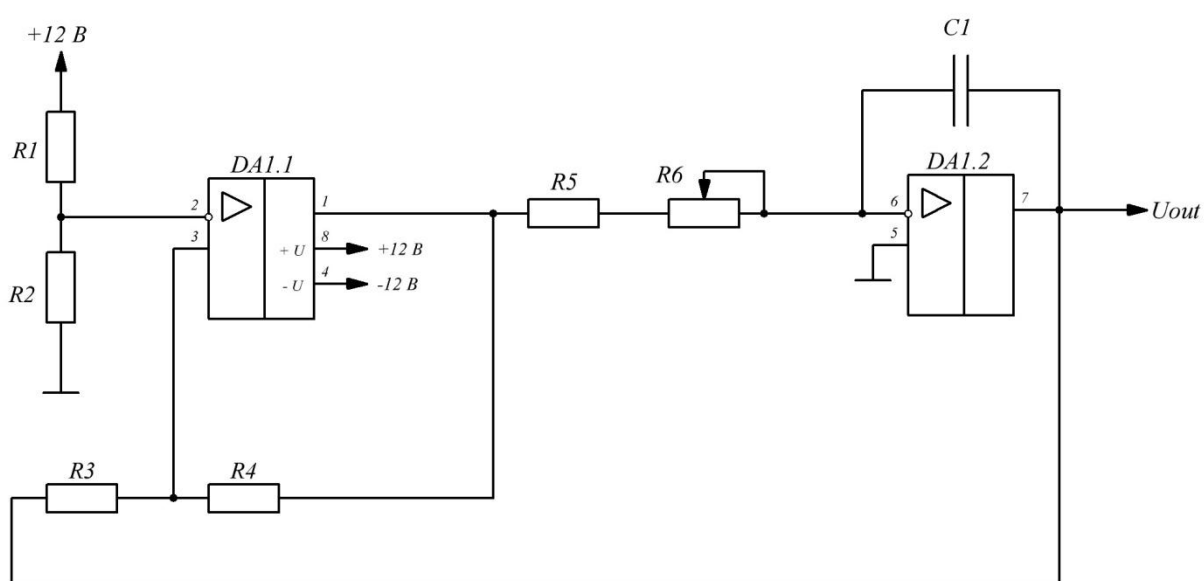 +12 В
C1
R1
DA1.1
DA1.2
R5
R6
2
1
6
7
Uout
3
8
5
+ U
+12 В
4
R2
- U
-12 В
R3
R4